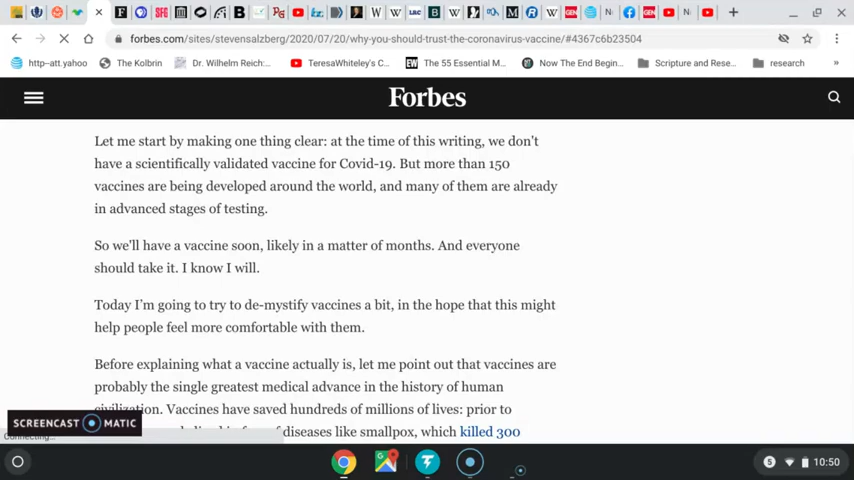 forbes.com/sites/stevensalzberg/2020/07/20/why-you-should-trust-the-coronavirus-vaccine/#4367c6b23504
http-att.yahoo
The Kolbrin
Dr. Wilhelm Reich:...
TeresaWhiteley's C...
The 55 Essential M...
Now The End Begin...
Scripture and Rese...
research
Forbes
Let me start by making one thing clear: at the time of this writing, we don't
have a scientifically validated vaccine for Covid-19. But more than 150
vaccines are being developed around the world, and many of them are already
in advanced stages of testing.
So we'll have a vaccine soon, likely in a matter of months. And everyone
should take it. I know I will.
Today I'm going to try to de-mystify vaccines a bit, in the hope that this might
help people feel more comfortable with them.
Before explaining what a vaccine actually is, let me point out that vaccines are
probably the single greatest medical advance in the history of human
civilization. Vaccines have saved hundreds of millions of lives: prior to
diseases like smallpox, which killed 300
SCREENCAST MATIC
Connecting...
5
10:50